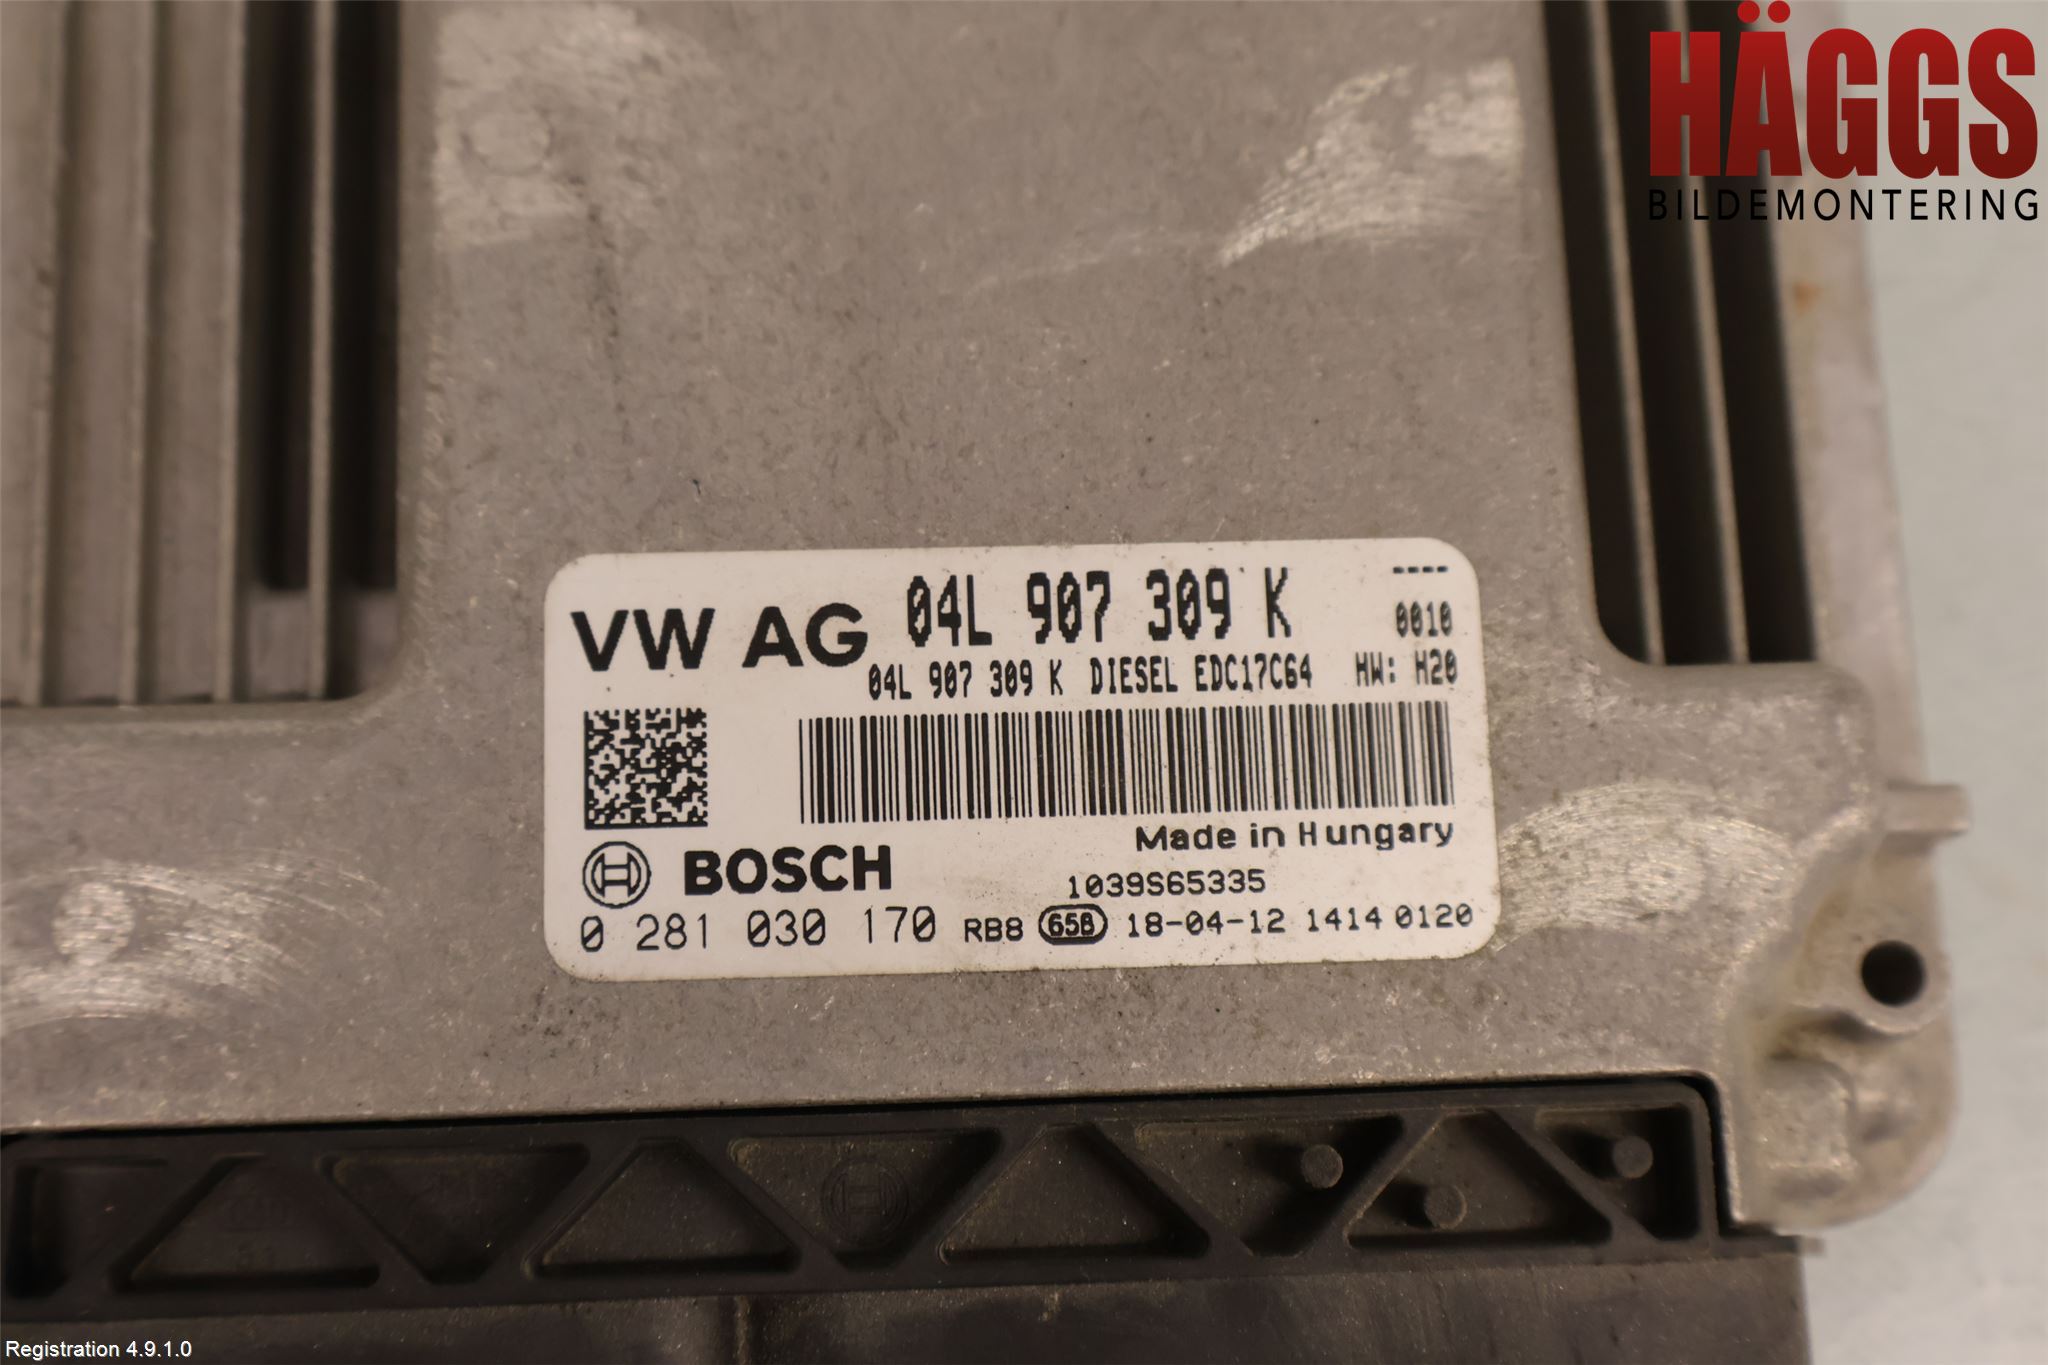 HÄGGS
BILDEMONTERING
VW AG 04L 907 309 K ----
0010
04L 907 309 K DIESEL EDC17C64 HW: H20
Made in Hungary
BOSCH
1039S65335
0 281 030 170 RB8 65B 18-04-12 1414 0120
Registration 4.9.1.0